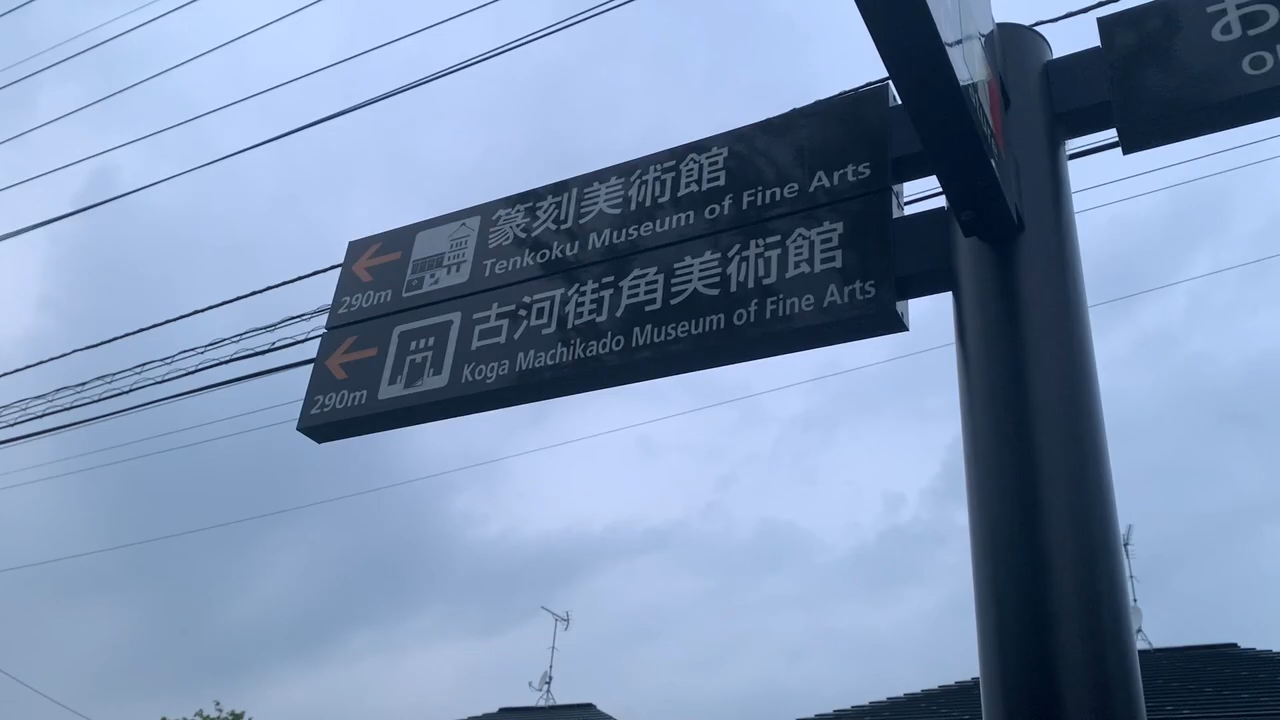 篆刻美術館
Tenkoku Museum of Fine Arts
290m
古河街角美術館
Koga Machikado Museum of Fine Arts
290m
お